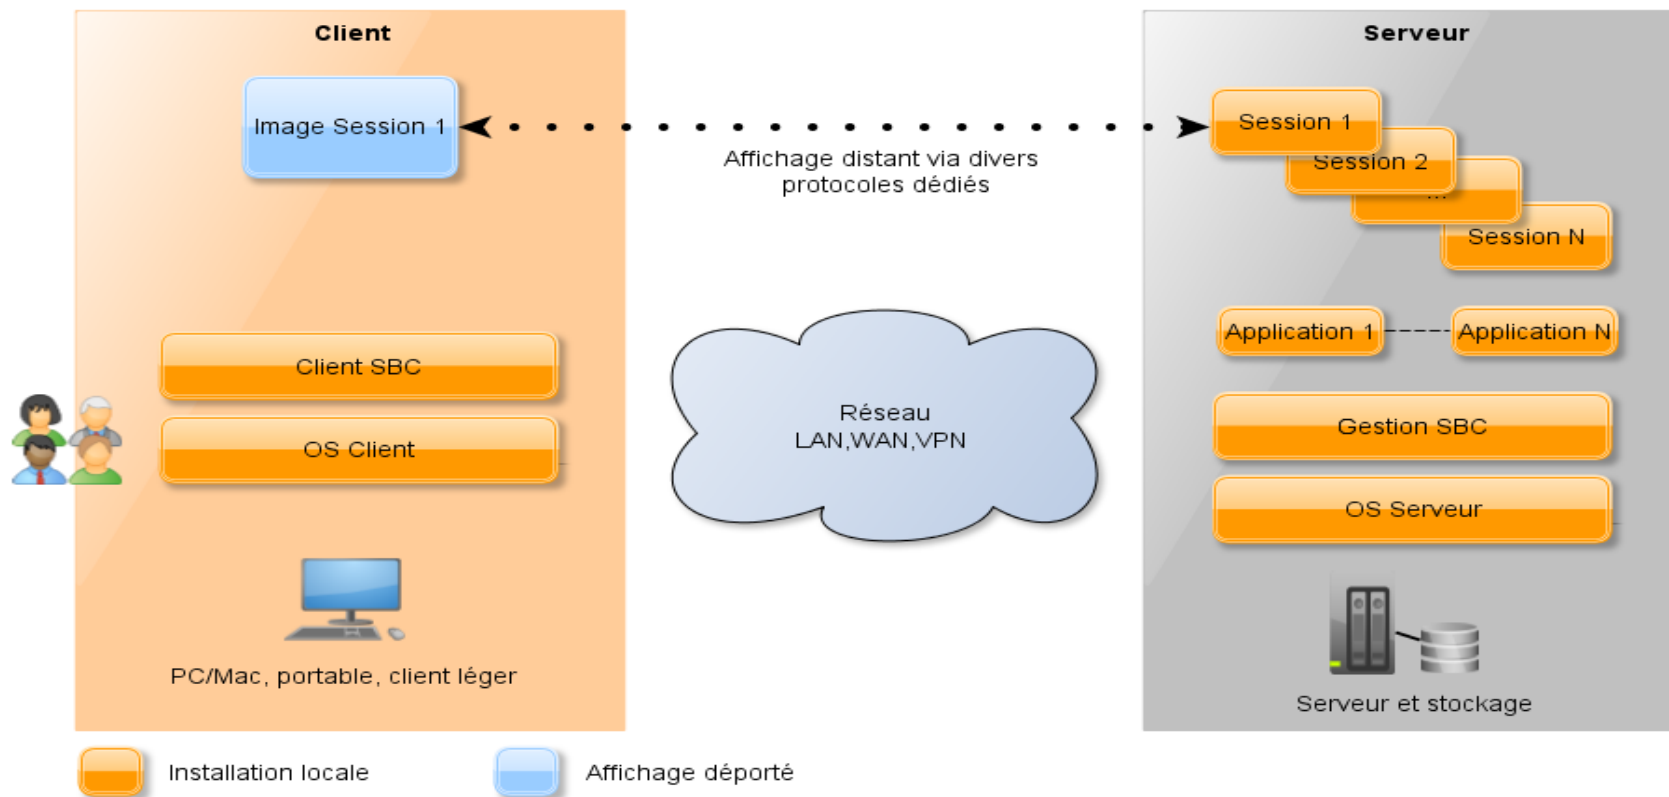 Client
Serveur
Image Session 1
Affichage distant via divers
protocoles dédiés
Session 1
Session 2
...
Session N
Client SBC
OS Client
Réseau
LAN,WAN,VPN
Application 1
Application N
Gestion SBC
OS Serveur
PC/Mac, portable, client léger
Serveur et stockage
Installation locale
Affichage déporté